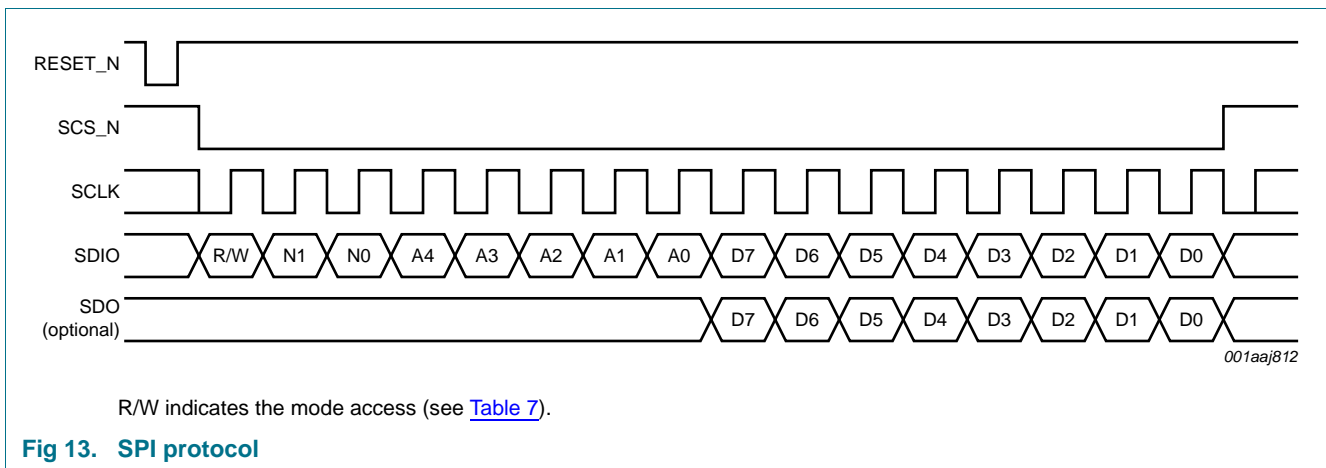 RESET_N
SCS_N
SCLK
SDIO R/W N1 N0 A4 A3 A2 A1 A0 D7 D6 D5 D4 D3 D2 D1 D0
SDO
(optional) D7 D6 D5 D4 D3 D2 D1 D0
001aaj812
R/W indicates the mode access (see Table 7).
Fig 13. SPI protocol